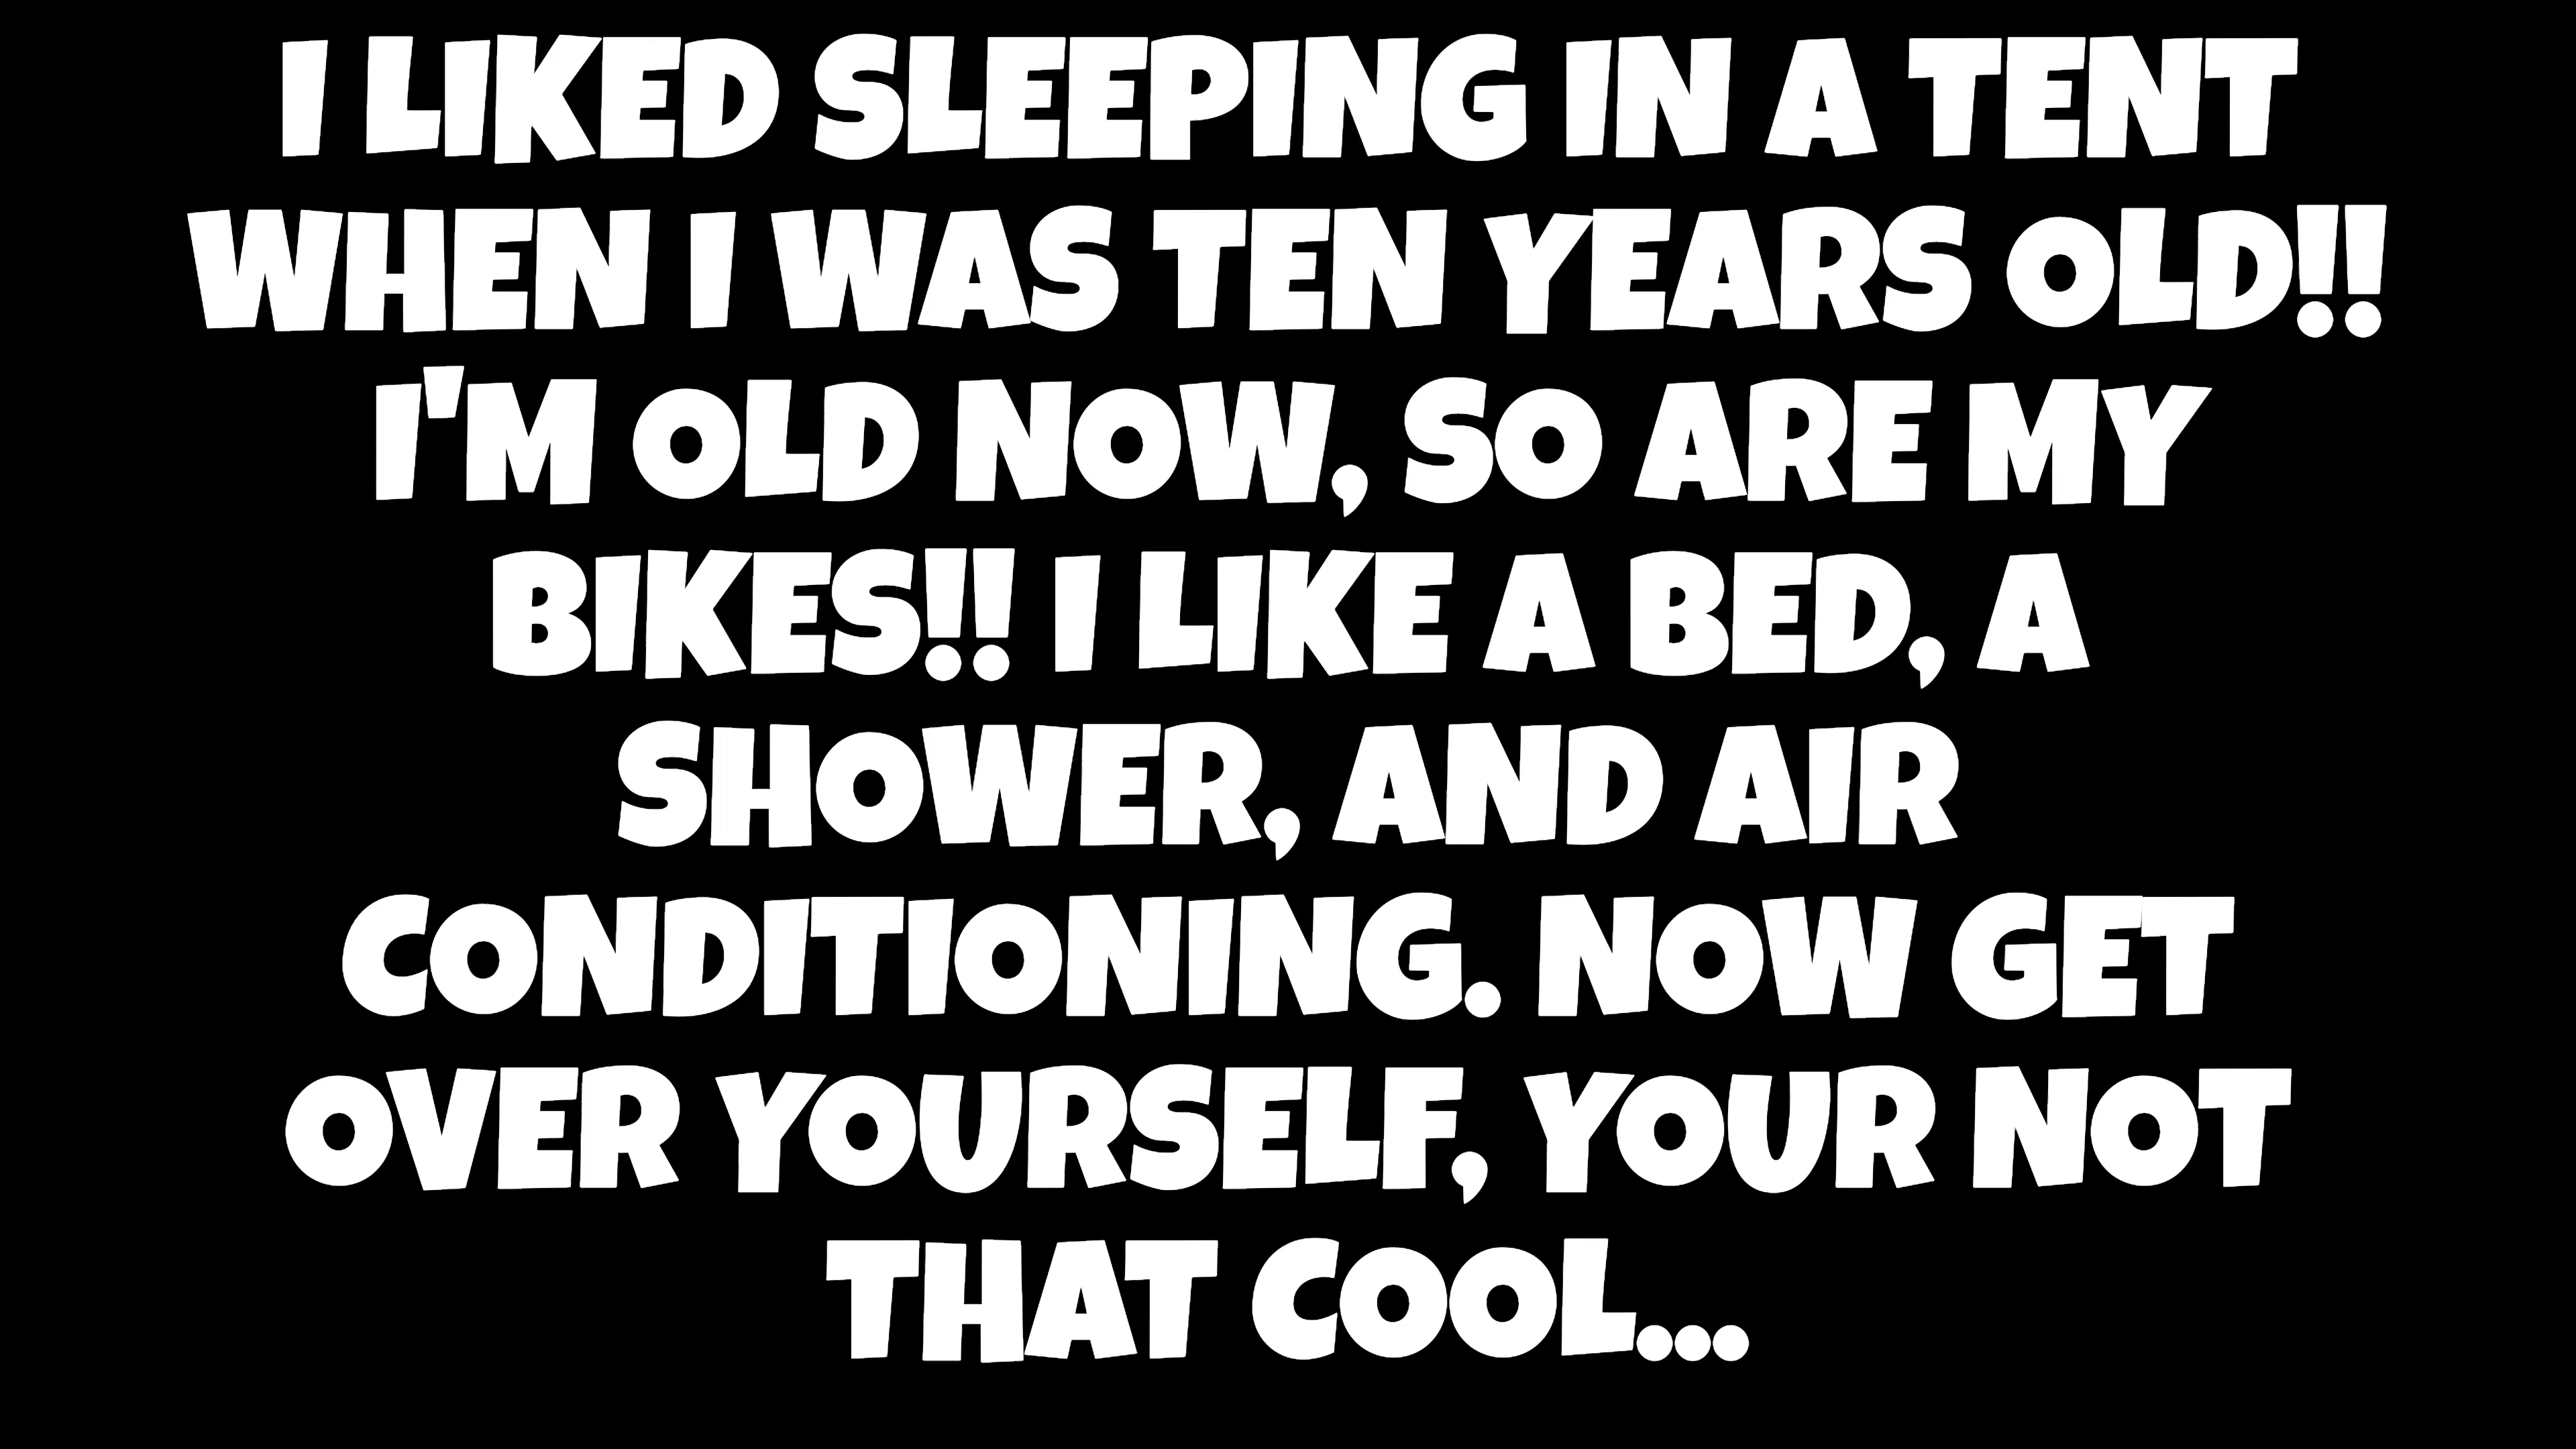 I LIKED SLEEPING IN A TENT
WHEN I WAS TEN YEARS OLD!!
I'M OLD NOW, SO ARE MY
BIKES!! I LIKE A BED, A
SHOWER, AND AIR
CONDITIONING. NOW GET
OVER YOURSELF, YOUR NOT
THAT COOL...